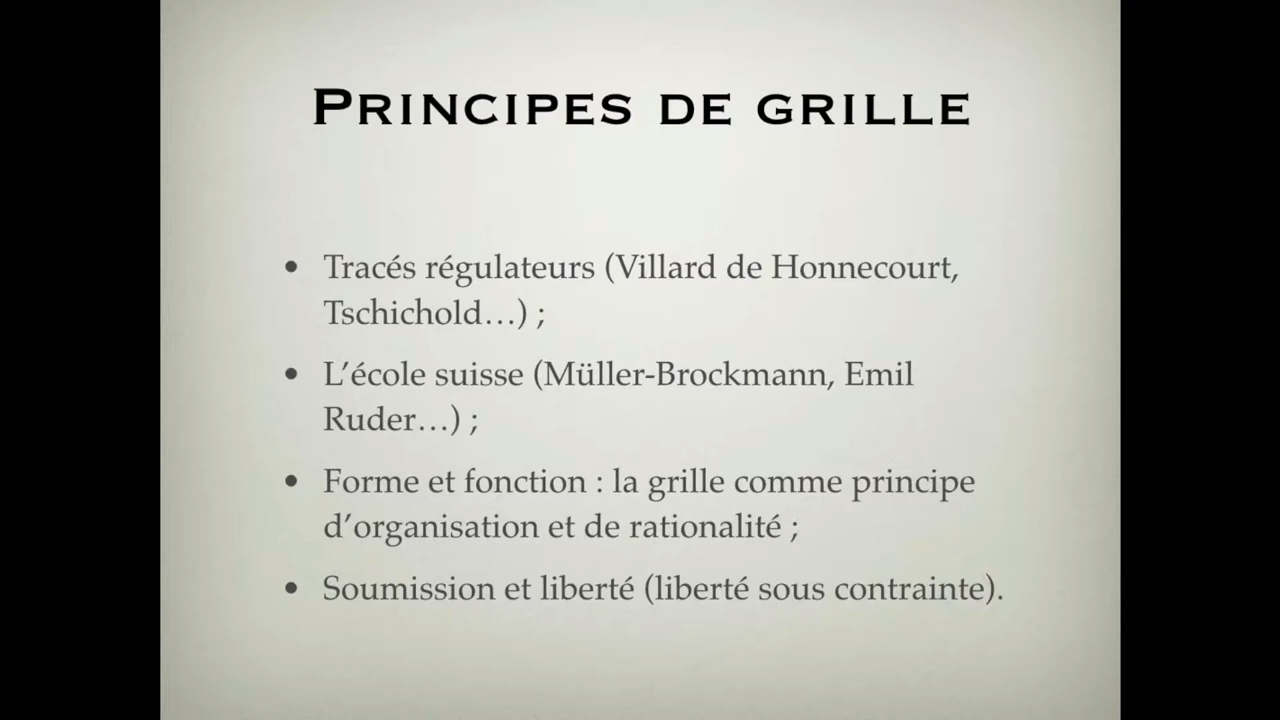 PRINCIPES DE GRILLE
• Tracés régulateurs (Villard de Honnecourt,
Tschichold…) ;
• L’école suisse (Müller-Brockmann, Emil
Ruder…) ;
• Forme et fonction : la grille comme principe
d’organisation et de rationalité ;
• Soumission et liberté (liberté sous contrainte).